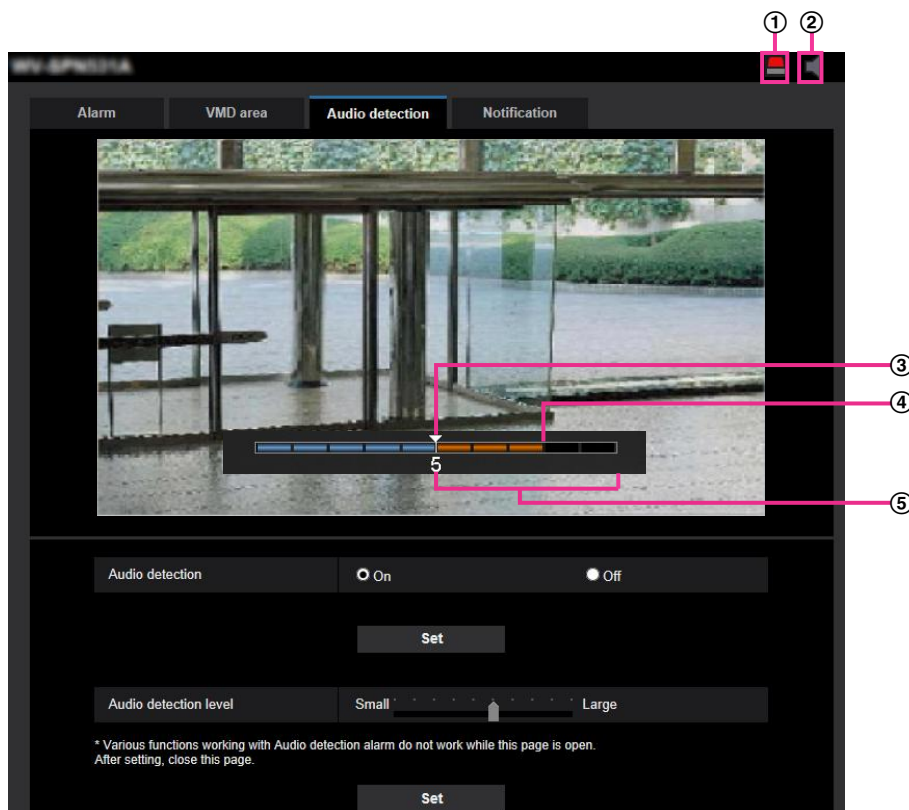 ① ②
Alarm VMD area Audio detection Notification
③
④
5
⑤
Audio detection On Off
Set
Audio detection level Small Large
* Various functions working with Audio detection alarm do not work while this page is open.
After setting, close this page.
Set